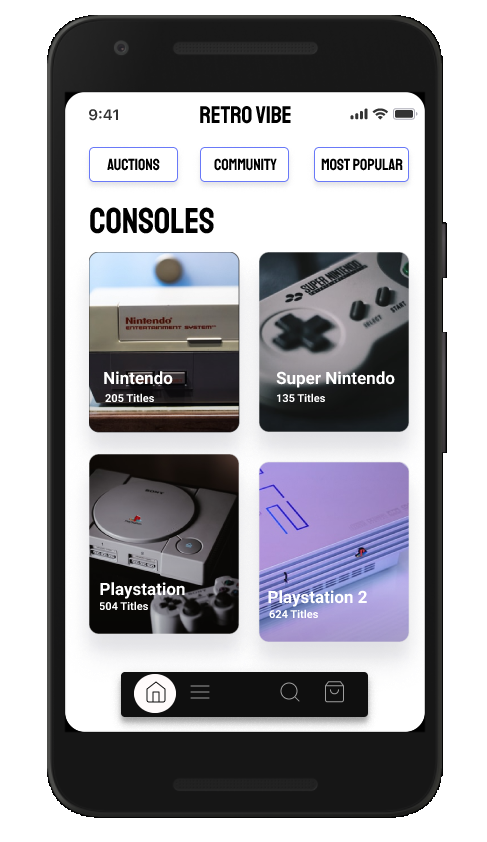 9:41
RETRO VIBE
AUCTIONS
COMMUNITY
MOST POPULAR
CONSOLES
Nintendo
ENTERTAINMENT SYSTEM
Nintendo
205 Titles
SUPER NINTENDO
SELECT
START
Super Nintendo
135 Titles
SONY
Playstation
504 Titles
Playstation 2
624 Titles